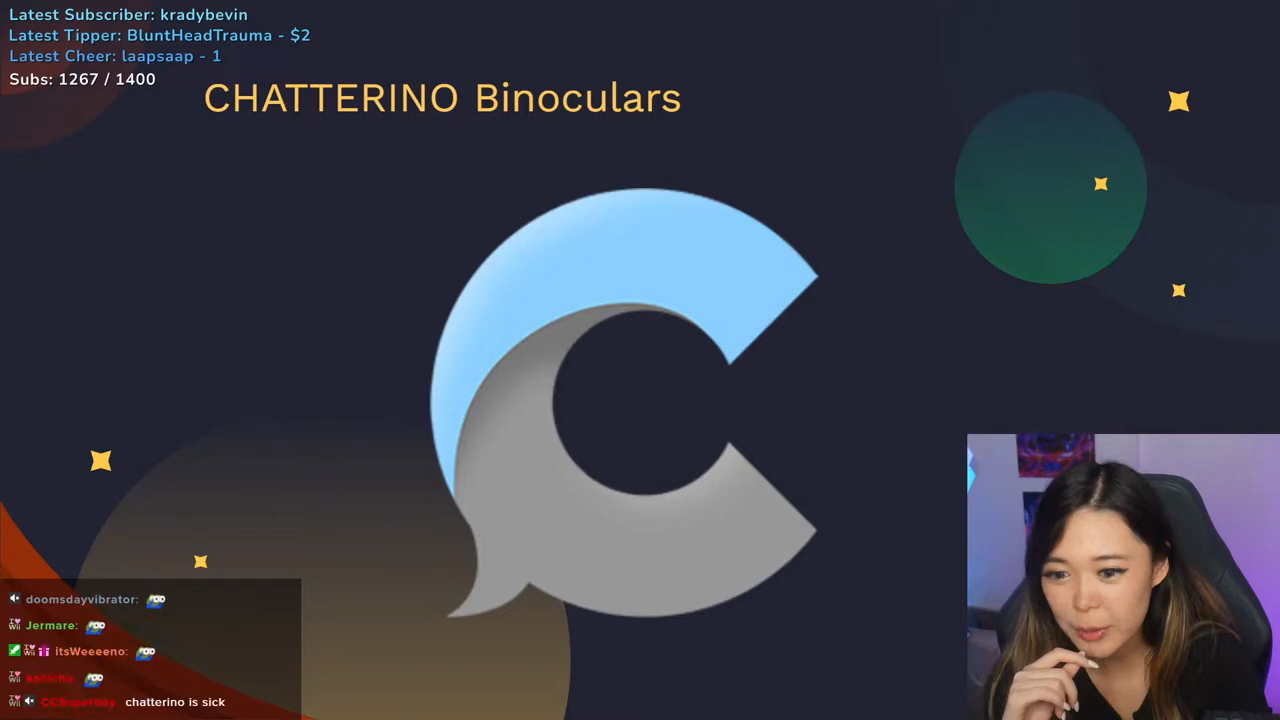 Latest Subscriber: kradybevin
Latest Tipper: BluntHeadTrauma - $2
Latest Cheer: laapsaap - 1
Subs: 1267 / 1400
CHATTERINO Binoculars
doomsdayvibrator:
Jermare:
itsWeeeeno:
chatterino is sick